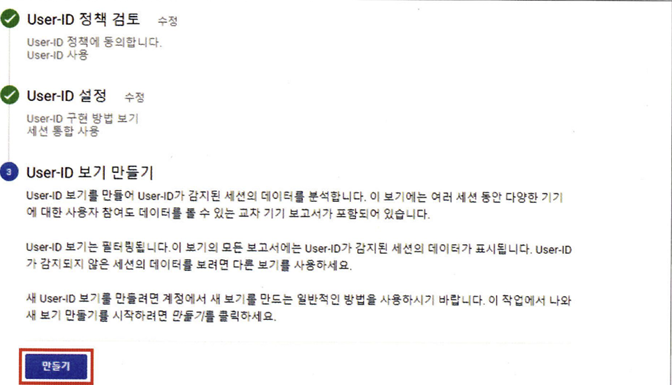 User-ID 정책 검토 수정
User-ID 정책에 동의합니다.
User-ID 사용
User-ID 설정 수정
User-ID 구현 방법 보기
세션 통합 사용
3 User-ID 보기 만들기
User-ID 보기를 만들어 User-ID가 감지된 세션의 데이터를 분석합니다. 이 보기에는 여러 세션 동안 다양한 기기
에 대한 사용자 참여도 데이터를 볼 수 있는 교차 기기 보고서가 포함되어 있습니다.
User-ID 보기는 필터링됩니다.이 보기의 모든 보고서에는 User-ID가 감지된 세션의 데이터가 표시됩니다. User-ID
가 감지되지 않은 세션의 데이터를 보려면 다른 보기를 사용하세요.
새 User-ID 보기를 만들려면 계정에서 새 보기를 만드는 일반적인 방법을 사용하시기 바랍니다. 이 작업에서 나와
새 보기 만들기를 시작하려면 만들기를 클릭하세요.
만들기